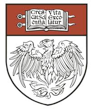 Cres Vita
cat Sci Exco
entia latur